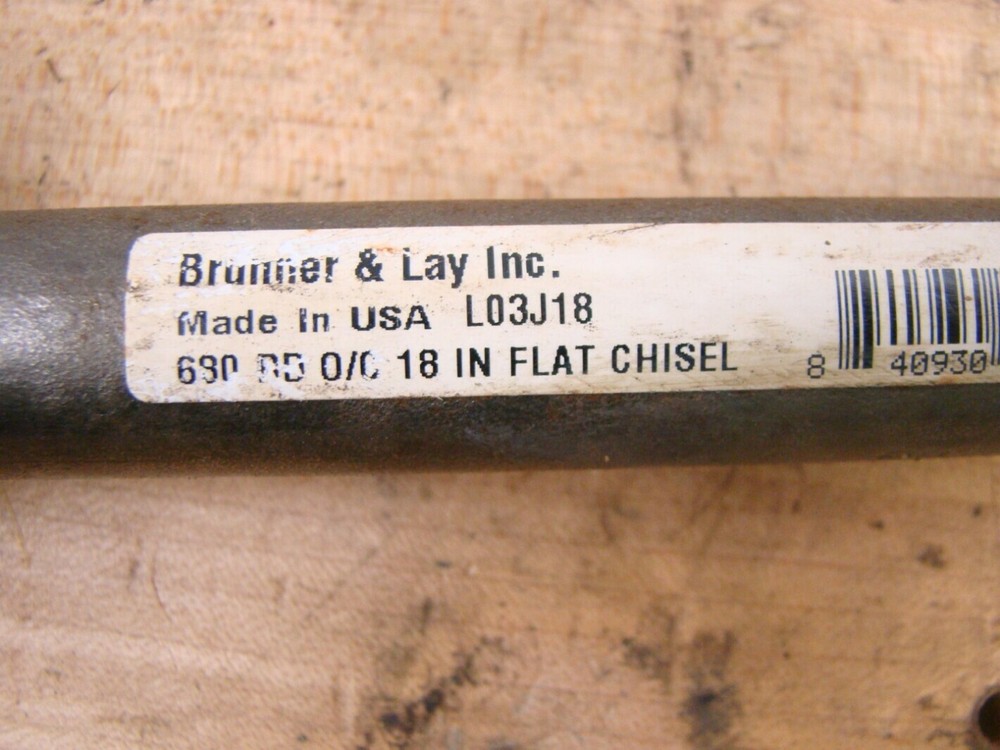 Brunner & Lay Inc.
Made In USA L03J18
O/C 18 IN FLAT CHISEL
8 40930